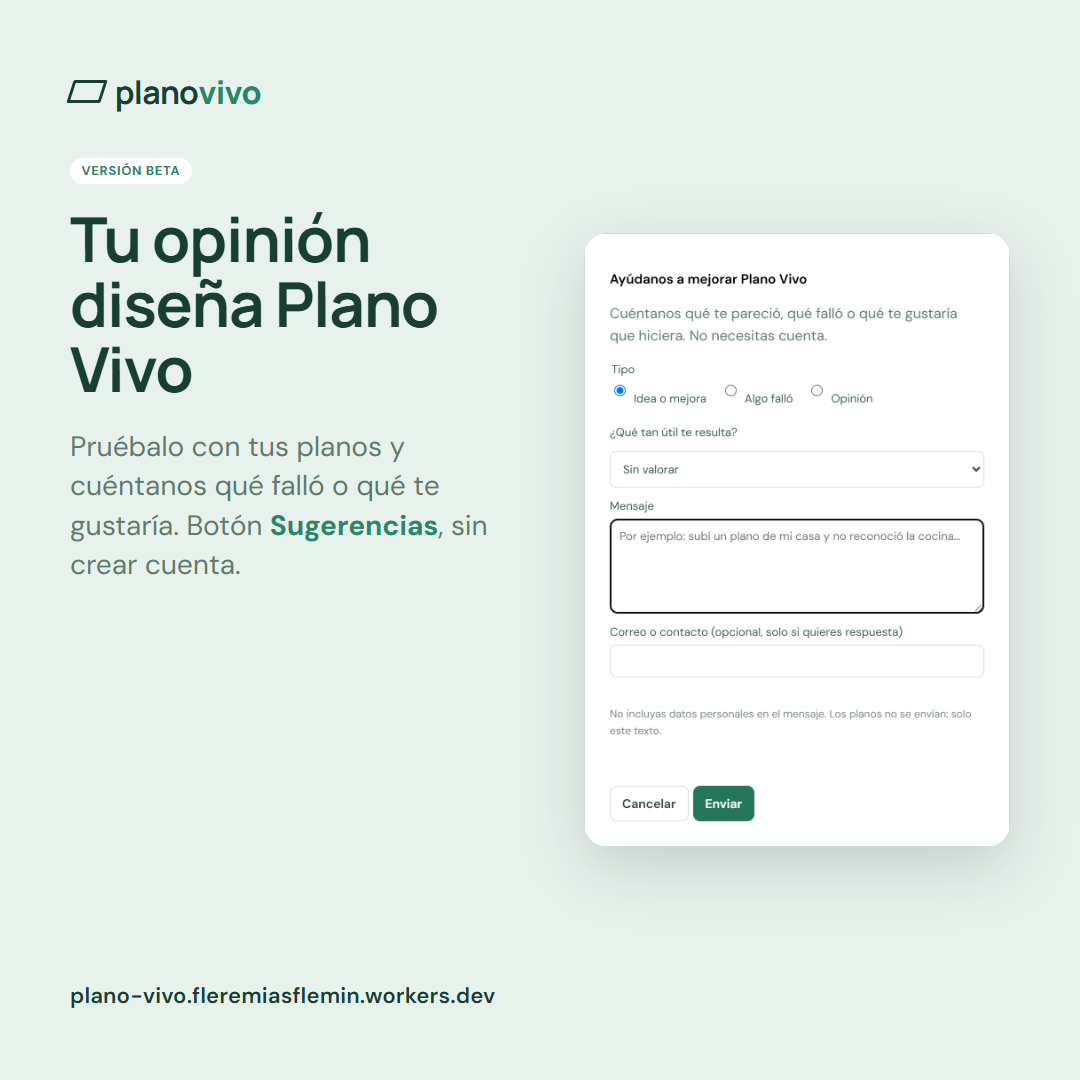 planovivo
VERSIÓN BETA
Tu opinión
diseña Plano
Vivo
Pruébalo con tus planos y
cuéntanos qué falló o qué te
gustaría. Botón Sugerencias, sin
crear cuenta.
Ayúdanos a mejorar Plano Vivo
Cuéntanos qué te pareció, qué falló o qué te gustaría
que hiciera. No necesitas cuenta.
Tipo
Idea o mejora Algo falló Opinión
¿Qué tan útil te resulta?
Sin valorar
Mensaje
Por ejemplo: subí un plano de mi casa y no reconoció la cocina...
Correo o contacto (opcional, solo si quieres respuesta)
No incluyas datos personales en el mensaje. Los planos no se envían: solo
este texto.
Cancelar Enviar
plano-vivo.fleremiasflemin.workers.dev